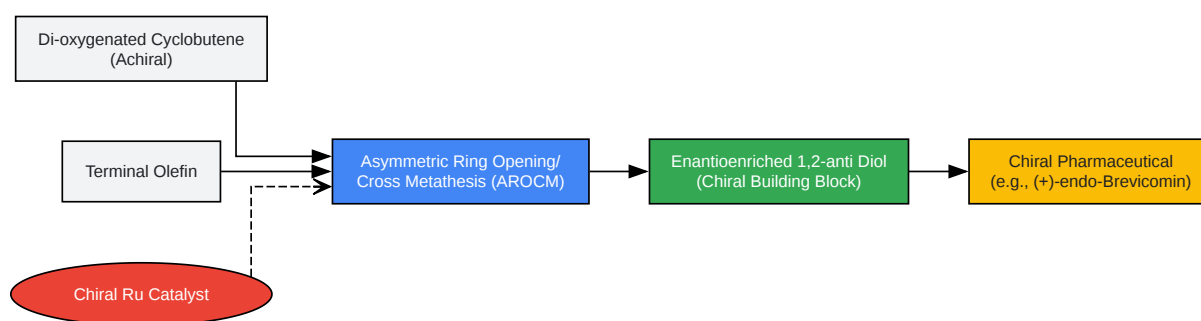 Di-oxygenated Cyclobutene
(Achiral)
Terminal Olefin
Chiral Ru Catalyst
Asymmetric Ring Opening/
Cross Metathesis (AROCM)
Enantioenriched 1,2-anti Diol
(Chiral Building Block)
Chiral Pharmaceutical
(e.g., (+)-endo-Brevicomin)